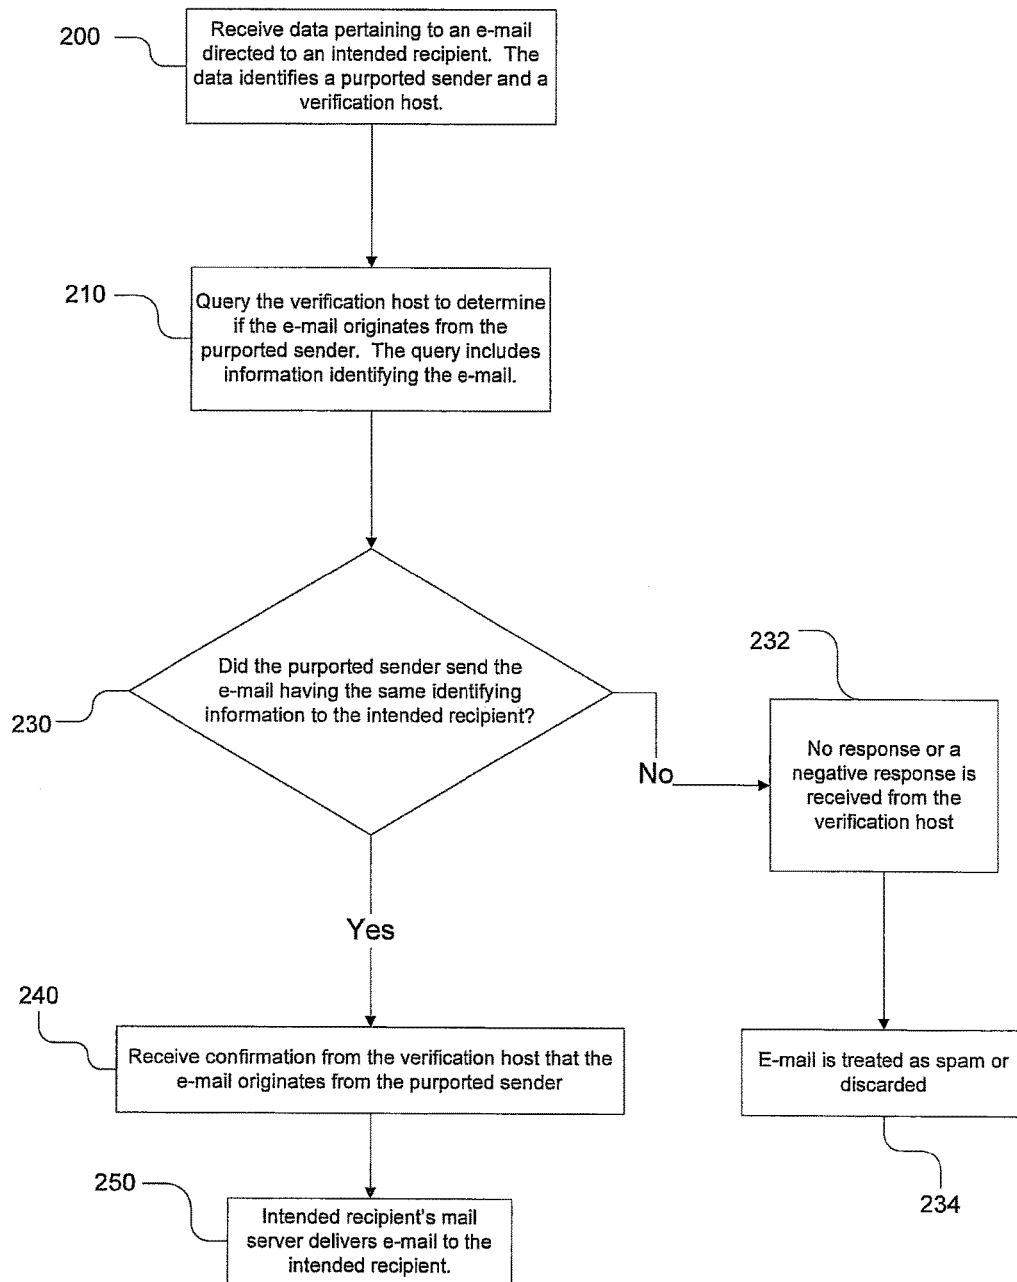 200
Receive data pertaining to an e-mail
directed to an intended recipient. The
data identifies a purported sender and a
verification host.
210
Query the verification host to determine
if the e-mail originates from the
purported sender. The query includes
information identifying the e-mail.
230
Did the purported sender send the
e-mail having the same identifying
information to the intended recipient?
No
232
No response or a
negative response is
received from the
verification host
Yes
240
Receive confirmation from the verification host that the
e-mail originates from the purported sender
E-mail is treated as spam or
discarded
234
250
Intended recipient's mail
server delivers e-mail to the
intended recipient.